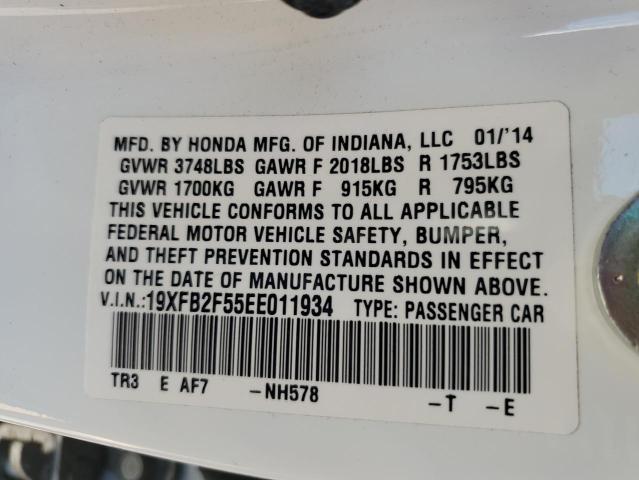 MFD. BY HONDA MFG. OF INDIANA, LLC 01/'14
GVWR 3748LBS GAWR F 2018LBS R 1753LBS
GVWR 1700KG GAWR F 915KG R 795KG
THIS VEHICLE CONFORMS TO ALL APPLICABLE
FEDERAL MOTOR VEHICLE SAFETY, BUMPER,
AND THEFT PREVENTION STANDARDS IN EFFECT
ON THE DATE OF MANUFACTURE SHOWN ABOVE.
V.I.N.:19XFB2F55EE011934 TYPE: PASSENGER CAR
TR3 E AF7 -NH578 -T -E